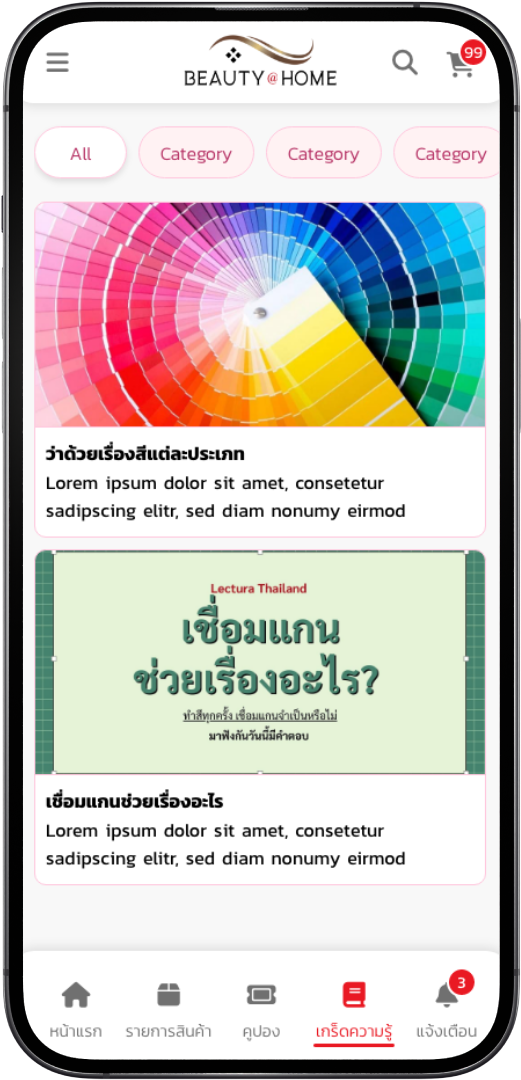 BEAUTY@HOME
99
All
Category
Category
Category
ว่าด้วยเรื่องสีแต่ละประเภท
Lorem ipsum dolor sit amet, consetetur
sadipscing elitr, sed diam nonumy eirmod
Lectura Thailand
เชื่อมแกน
ช่วยเรื่องอะไร?
ทำสีทุกครั้ง เชื่อมแกนจำเป็นหรือไม่
มาฟังกันวันนี้มีคำตอบ
เชื่อมแกนช่วยเรื่องอะไร
Lorem ipsum dolor sit amet, consetetur
sadipscing elitr, sed diam nonumy eirmod
3
หน้าแรก รายการสินค้า คูปอง เกร็ดความรู้ แจ้งเตือน